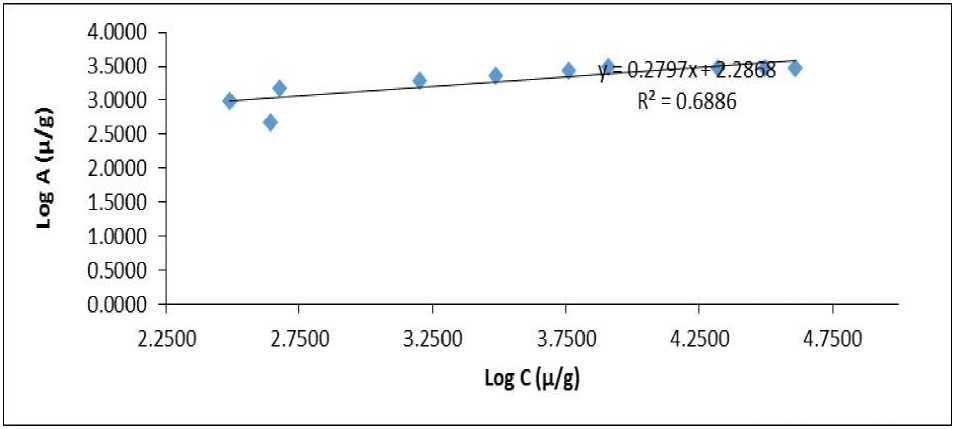 4.0000
3.5000
3.0000
2.5000
2.0000
1.5000
1.0000
0.5000
0.0000
Log A (µ/g)
y = 0.2797x + 2.2868
R² = 0.6886
2.2500 2.7500 3.2500 3.7500 4.2500 4.7500
Log C (µ/g)